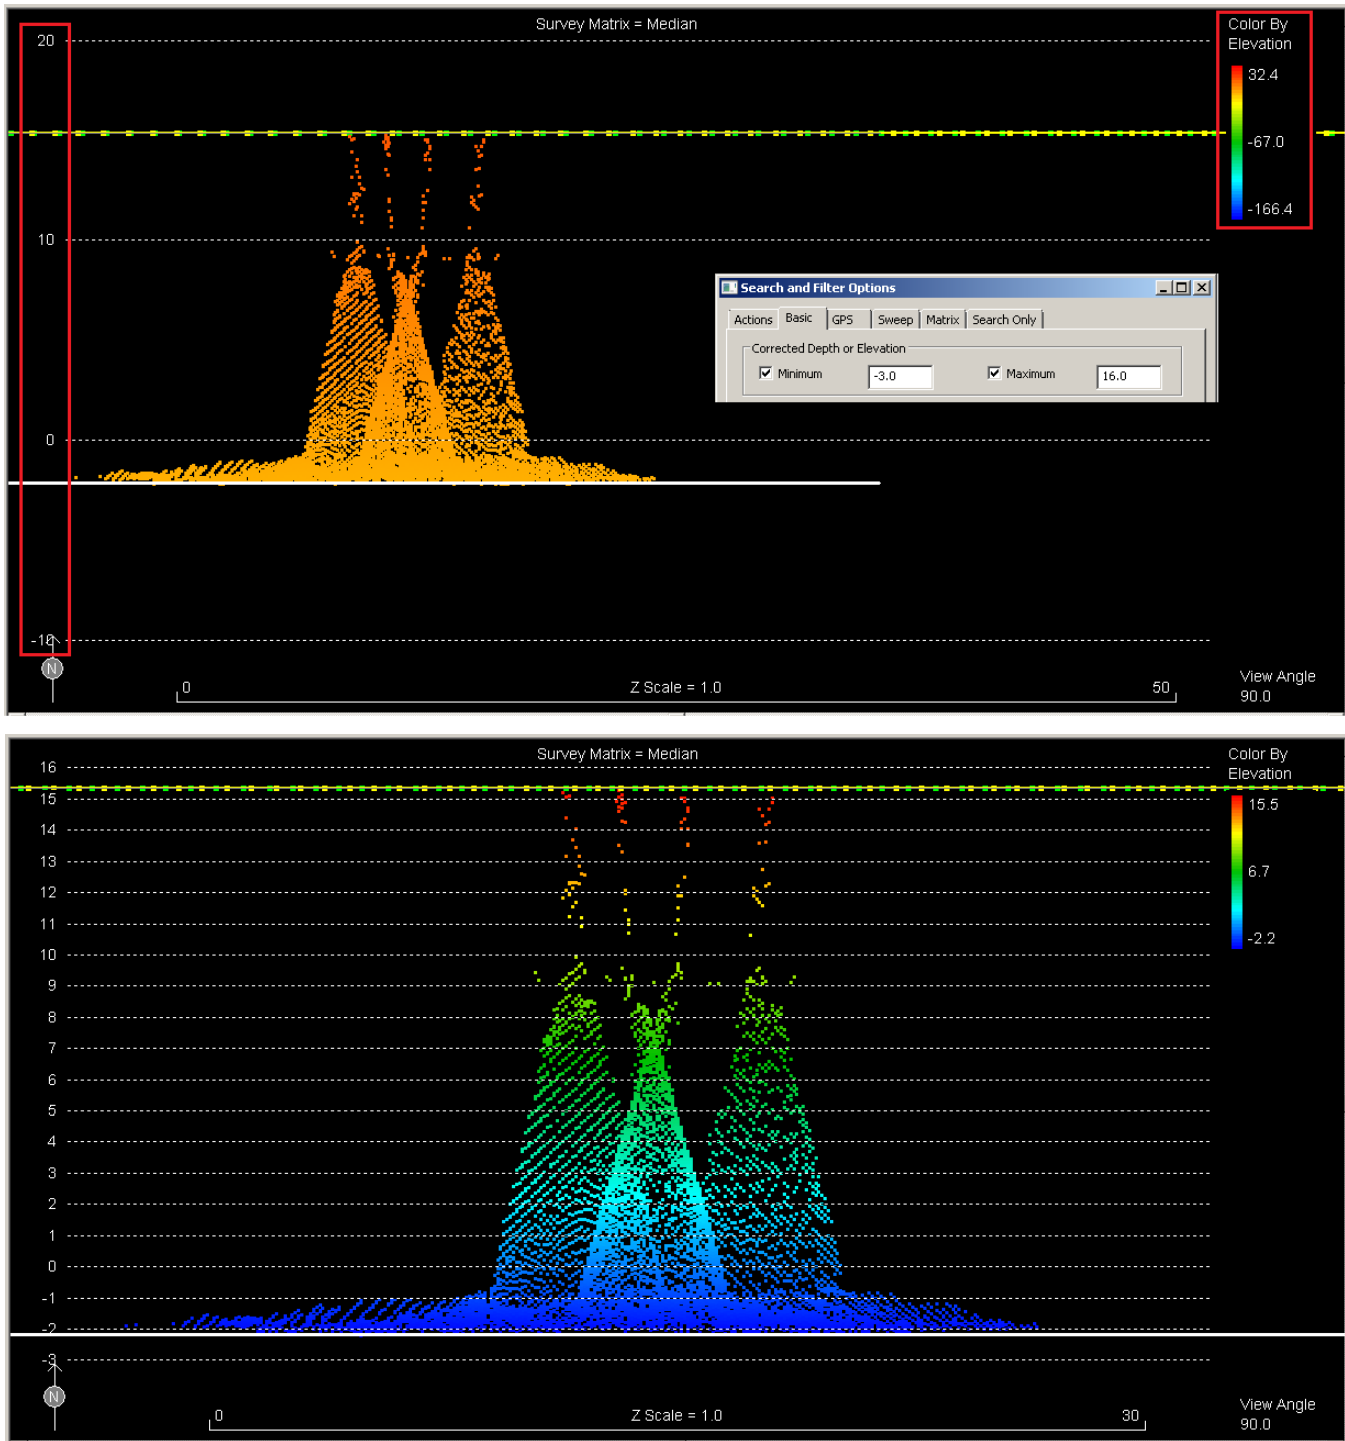 Survey Matrix = Median
Color By
Elevation
20
32.4
-67.0
-166.4
10
Search and Filter Options
Actions
Basic
GPS
Sweep
Matrix
Search Only
Corrected Depth or Elevation
Minimum
-3.0
Maximum
16.0
0
-10
N
0
Z Scale = 1.0
50
View Angle
90.0
Survey Matrix = Median
Color By
Elevation
16
15
15.5
14
13
12
6.7
11
10
-2.2
9
8
7
6
5
4
3
2
1
0
-1
-2
-3
N
0
Z Scale = 1.0
30
View Angle
90.0